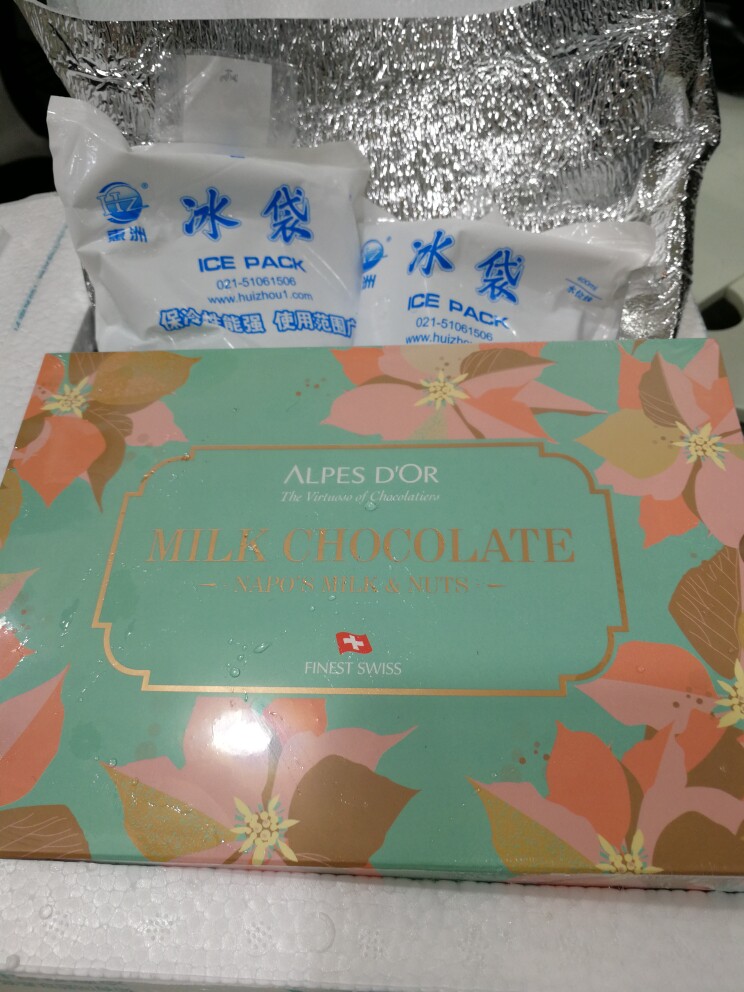 惠洲
冰袋
ICE PACK
021-51061506
www.huizhou1.com
保冷性能强 使用范围广
洲
冰袋
400ml
ICE PACK
021-51061506
ALPES D'OR
The Virtuoso of Chocolatiers
MILK CHOCOLATE
NAPO'S MILK & NUTS
FINEST SWISS